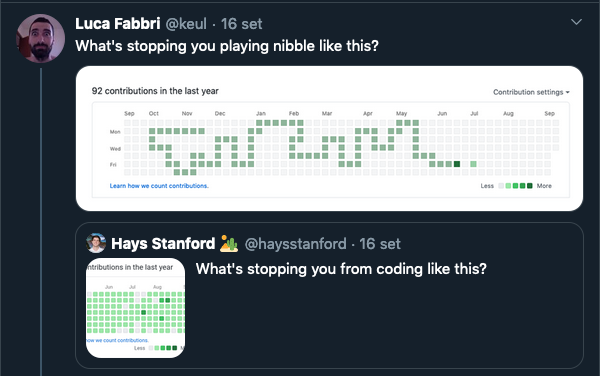 Luca Fabbri @keul · 16 set
What's stopping you playing nibble like this?
92 contributions in the last year
Contribution settings
Sep Oct Nov Dec Jan Feb Mar Apr May Jun Jul Aug Sep
Mon
Wed
Fri
Learn how we count contributions.
Less More
Hays Stanford 🏜️ @haysstanford · 16 set
What's stopping you from coding like this?
ntributions in the last year
Jun Jul Aug
ow we count contributions.
Less